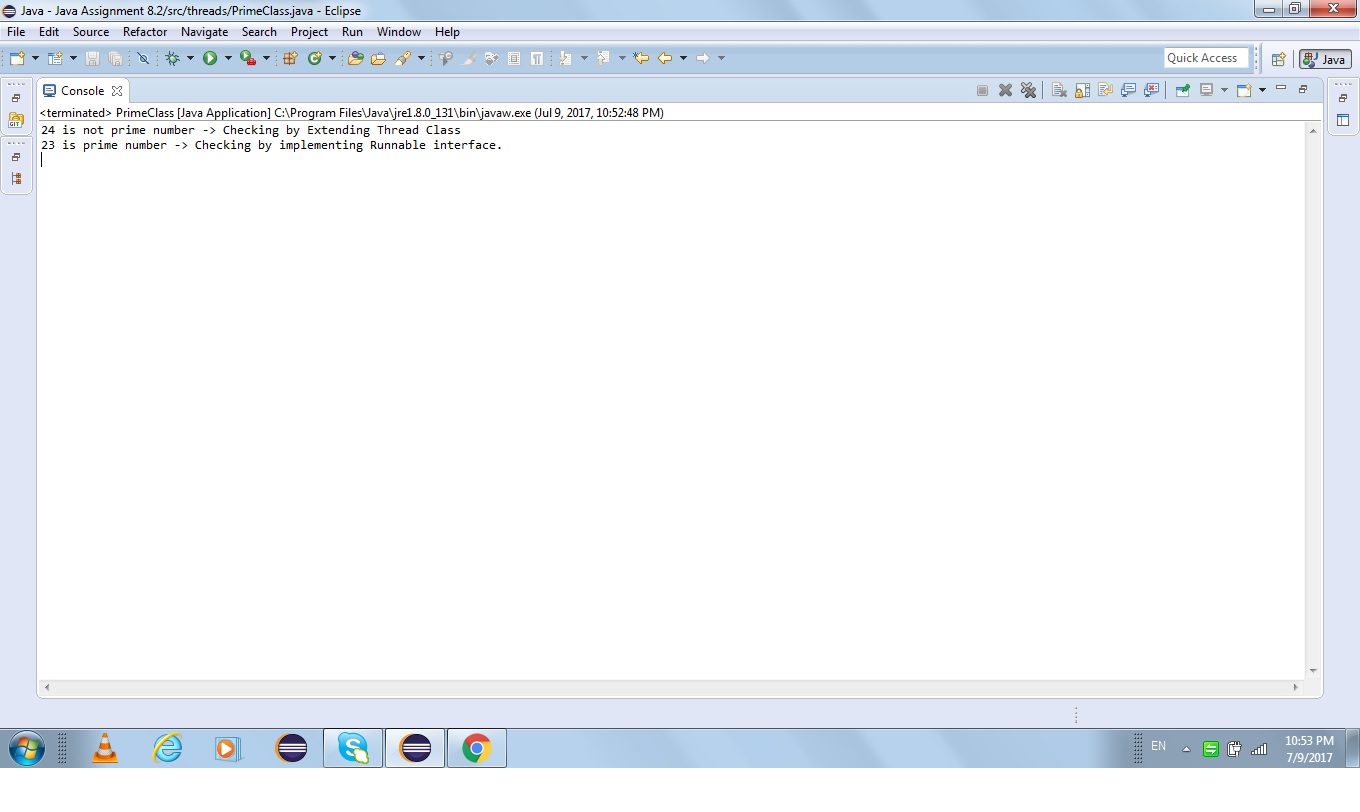 Java - Java Assignment 8.2/src/threads/PrimeClass.java - Eclipse
File Edit Source Refactor Navigate Search Project Run Window Help
Quick Access
Java
Console
<terminated> PrimeClass [Java Application] C:\Program Files\Java\jre1.8.0_131\bin\javaw.exe (Jul 9, 2017, 10:52:48 PM)
24 is not prime number -> Checking by Extending Thread Class
23 is prime number -> Checking by implementing Runnable interface.
GIT
EN
10:53 PM
7/9/2017